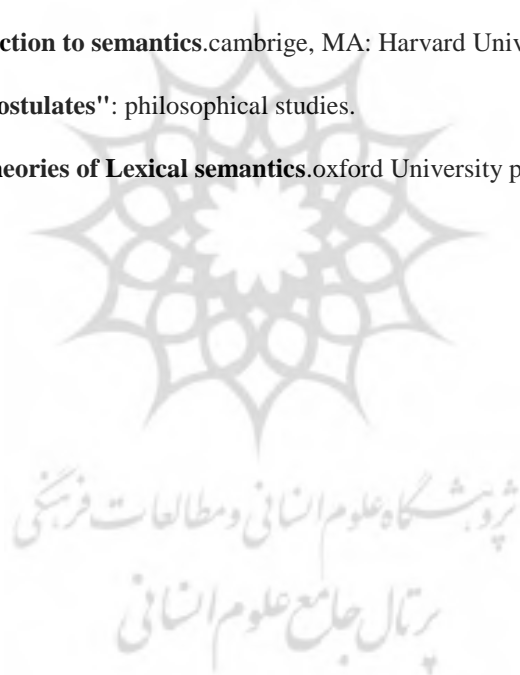 ction to semantics.cambrige, MA: Harvard Univ
ostulates": philosophical studies.
neories of Lexical semantics.oxford University p
پژوهشگاه علوم انسانی و مطالعات فرهنگی
پرتال جامع علوم انسانی